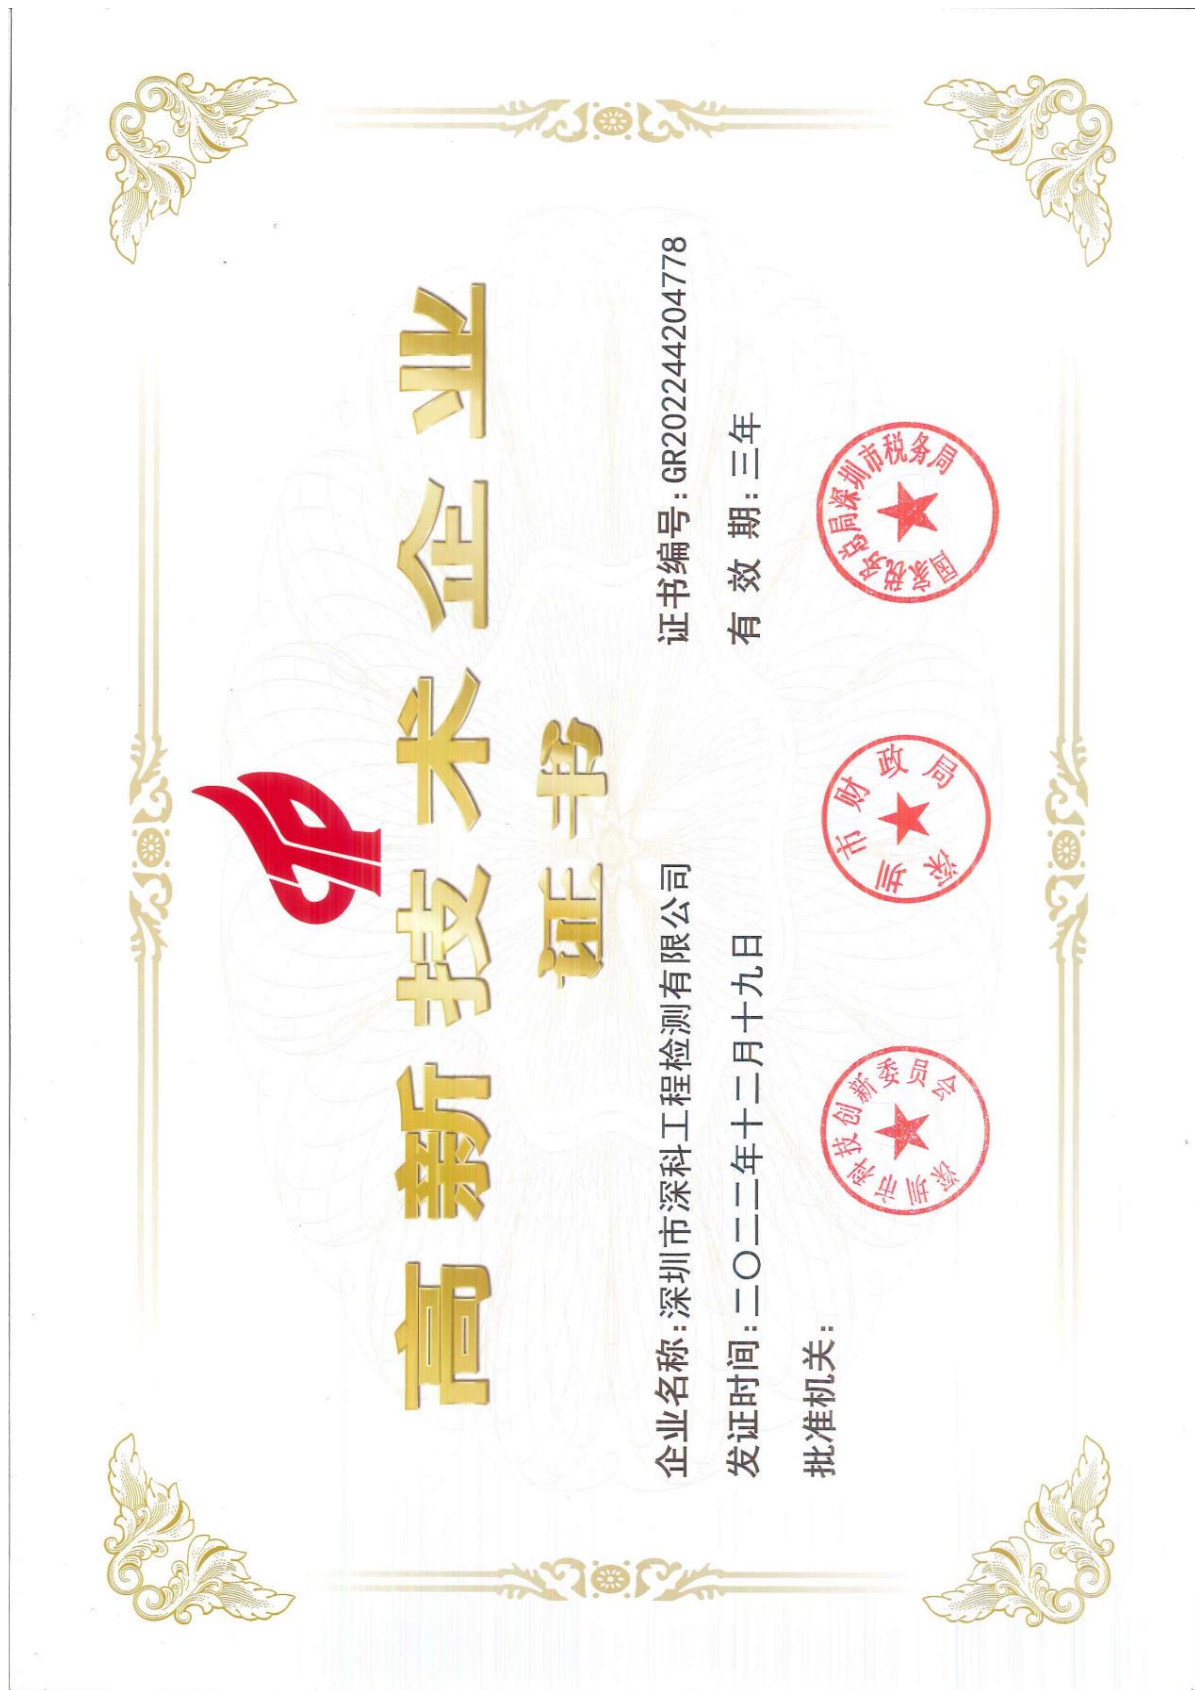 高新技术企业
证书
企业名称:深圳市深科工程检测有限公司
证书编号:GR202244204778
发证时间:二〇二二年十二月十九日
有 效 期:三年
批准机关:
深圳市科技创新委员会
深圳市财政局
国家税务总局深圳市税务局